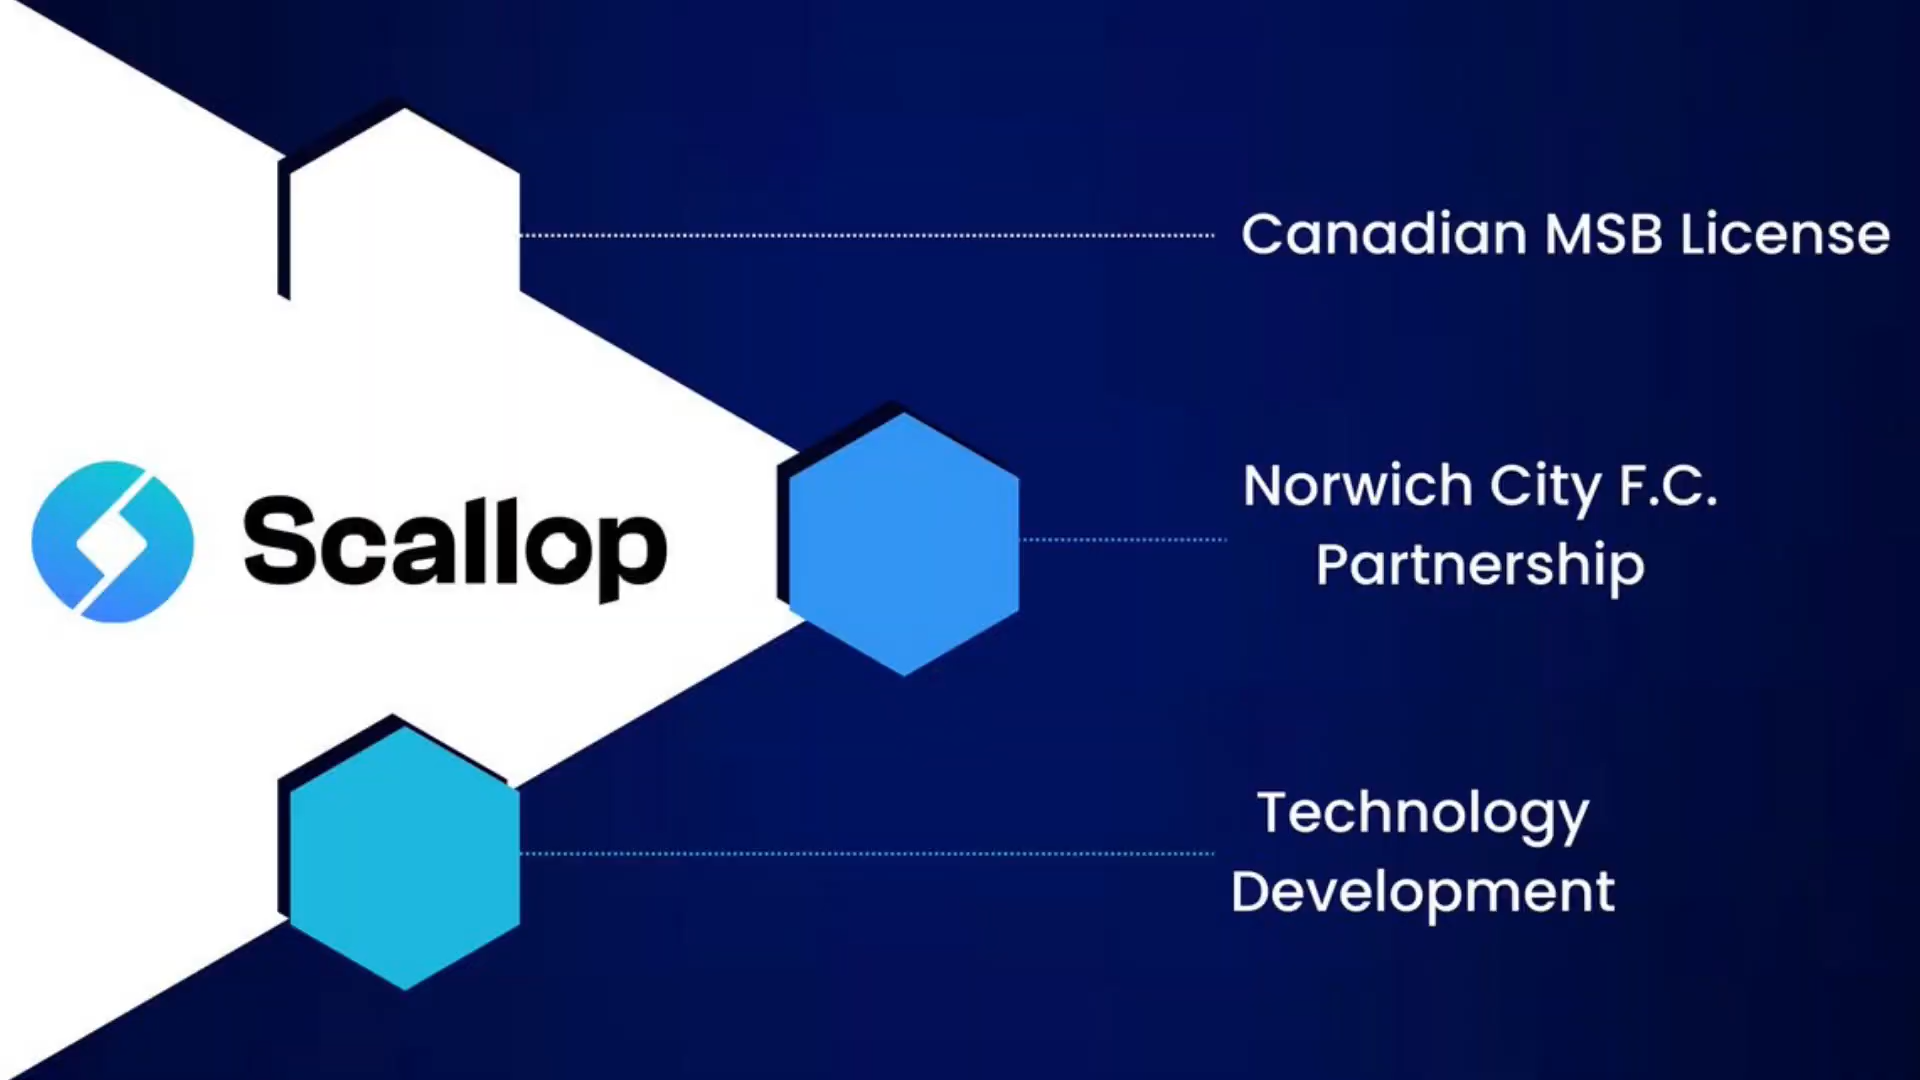 Scallop
Canadian MSB License
Norwich City F.C.
Partnership
Technology
Development